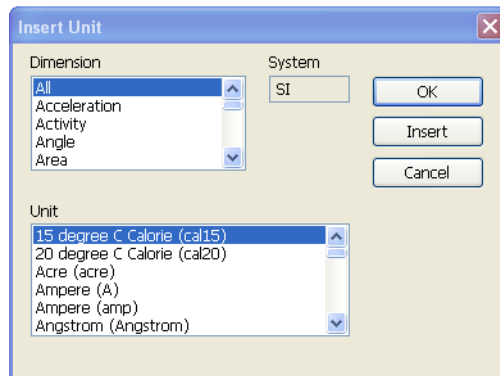 Insert Unit
Dimension
All
Acceleration
Activity
Angle
Area
System
SI
OK
Insert
Cancel
Unit
15 degree C Calorie (cal15)
20 degree C Calorie (cal20)
Acre (acre)
Ampere (A)
Ampere (amp)
Angstrom (Angstrom)